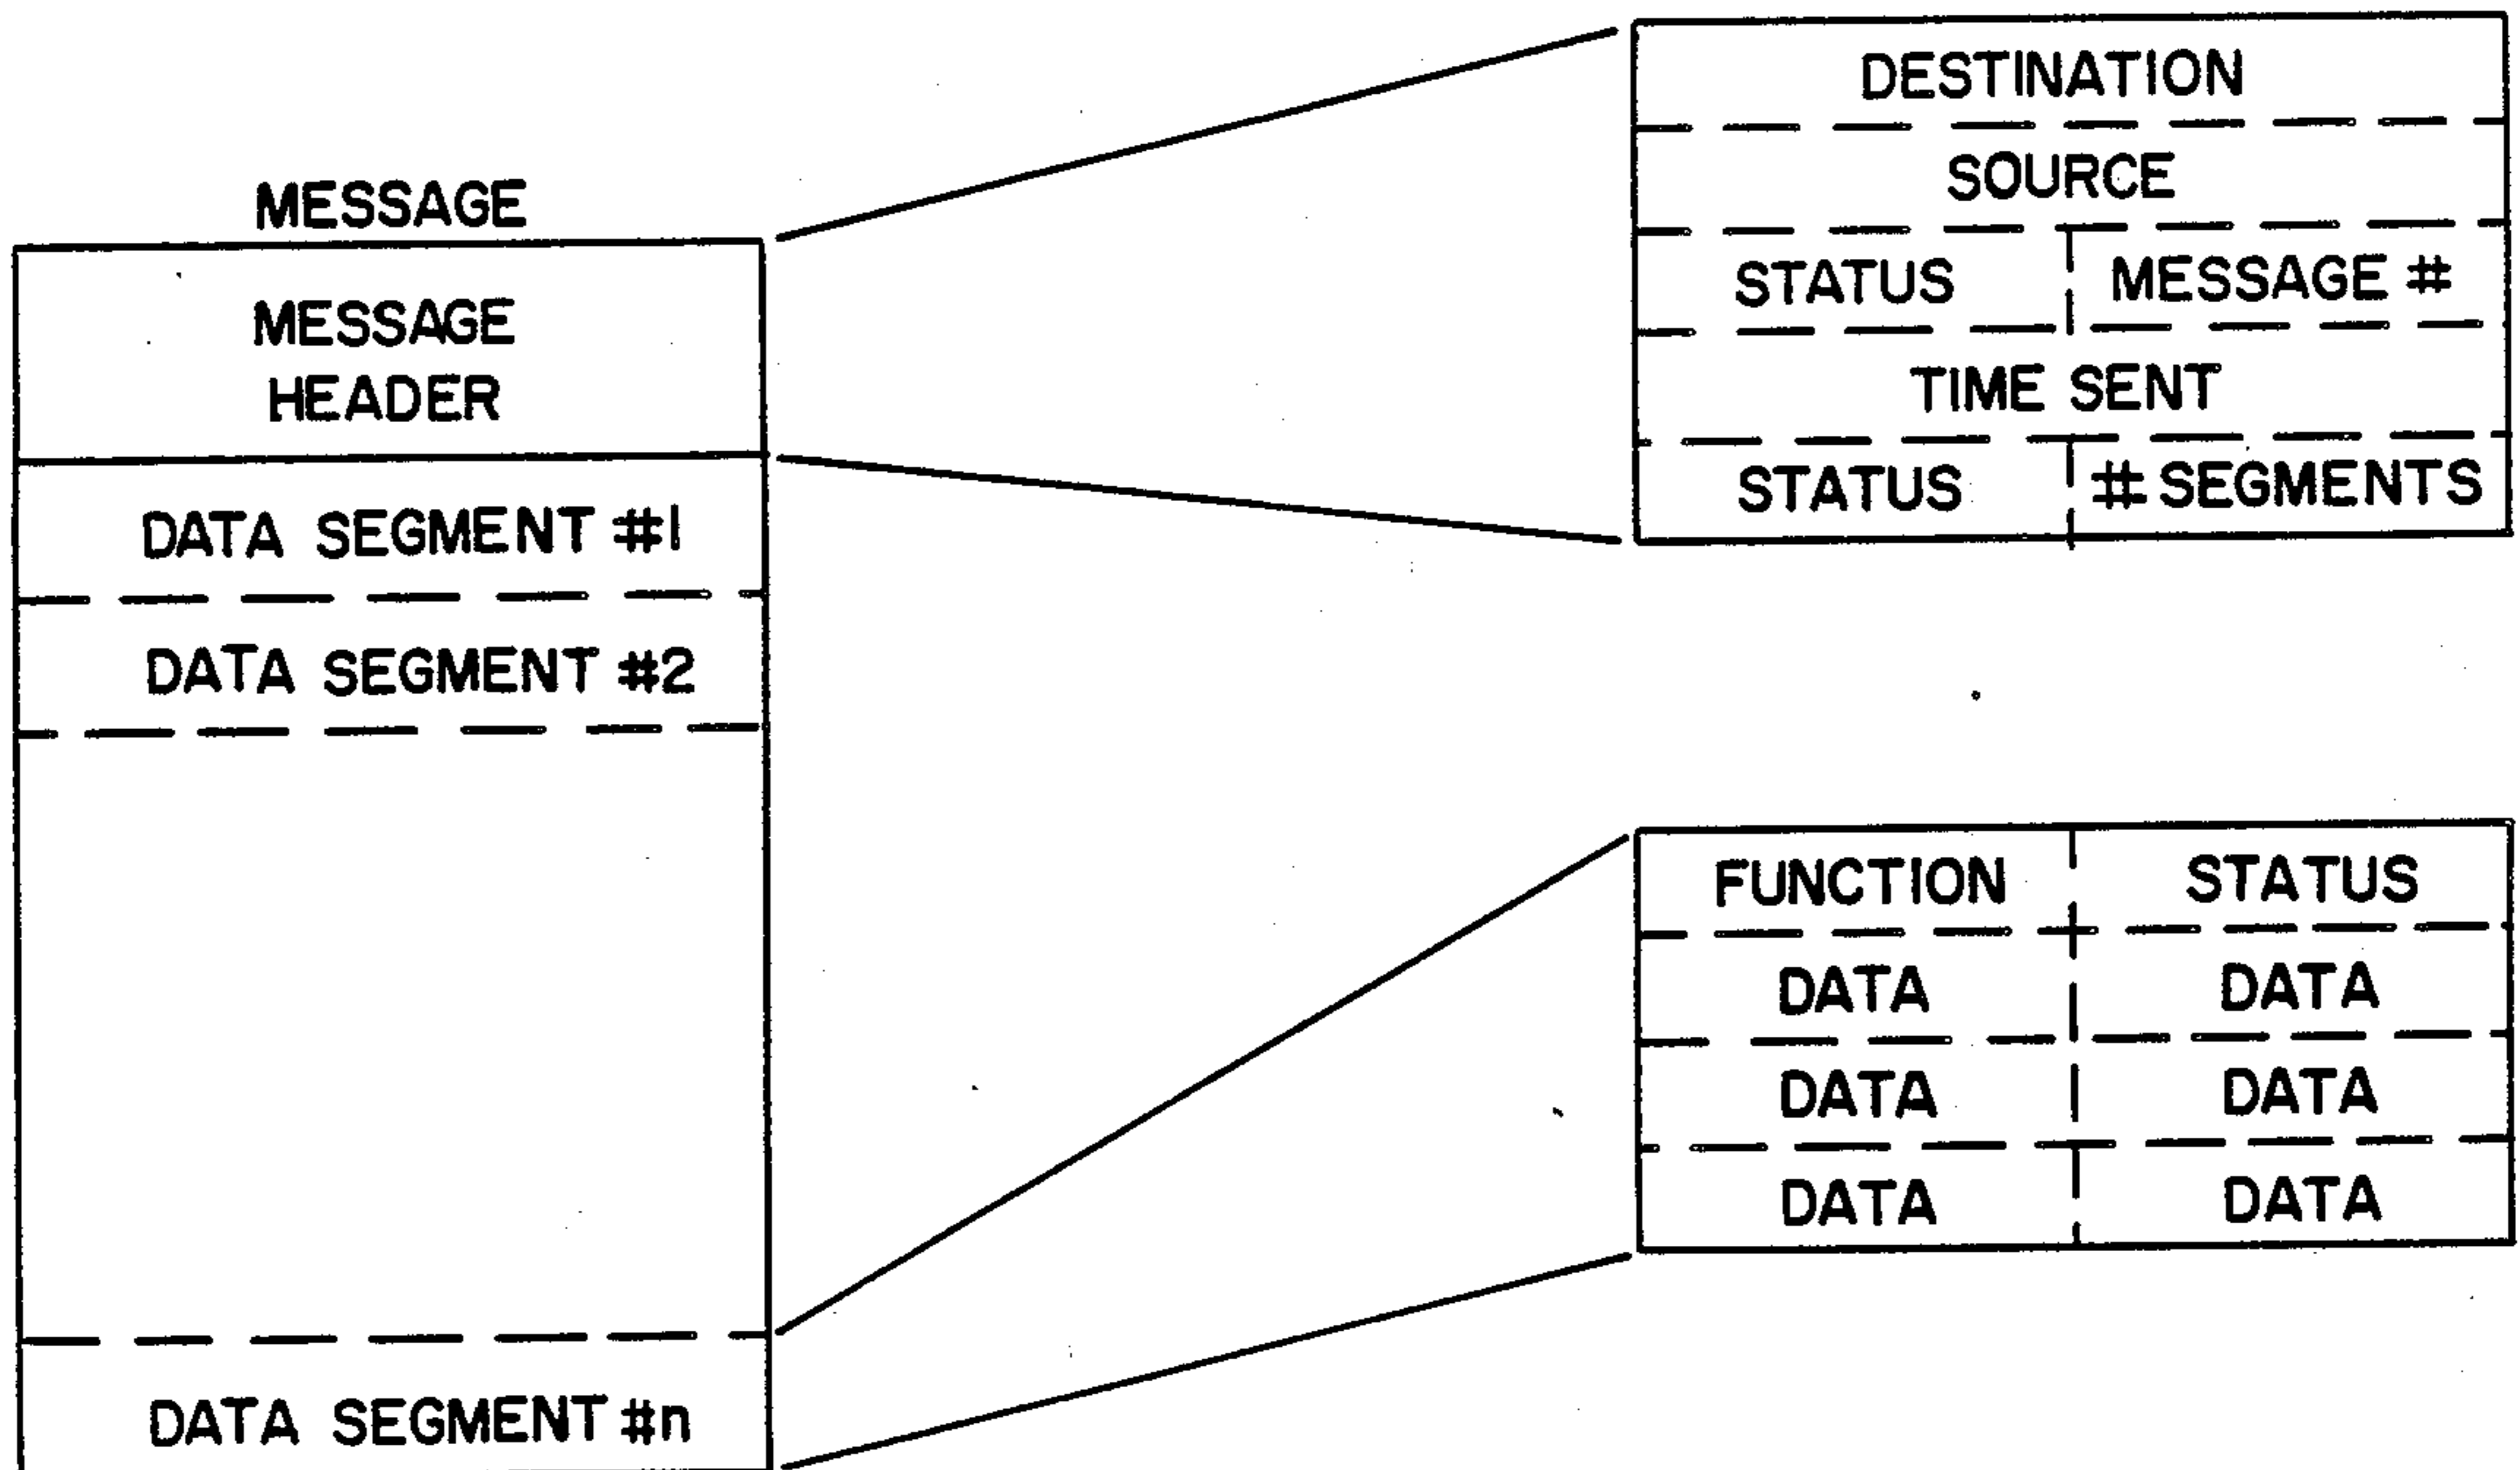 MESSAGE
MESSAGE
HEADER
DATA SEGMENT #1
DATA SEGMENT #2
DATA SEGMENT #n
DESTINATION
SOURCE
STATUS MESSAGE #
TIME SENT
STATUS # SEGMENTS
FUNCTION STATUS
DATA DATA
DATA DATA
DATA DATA